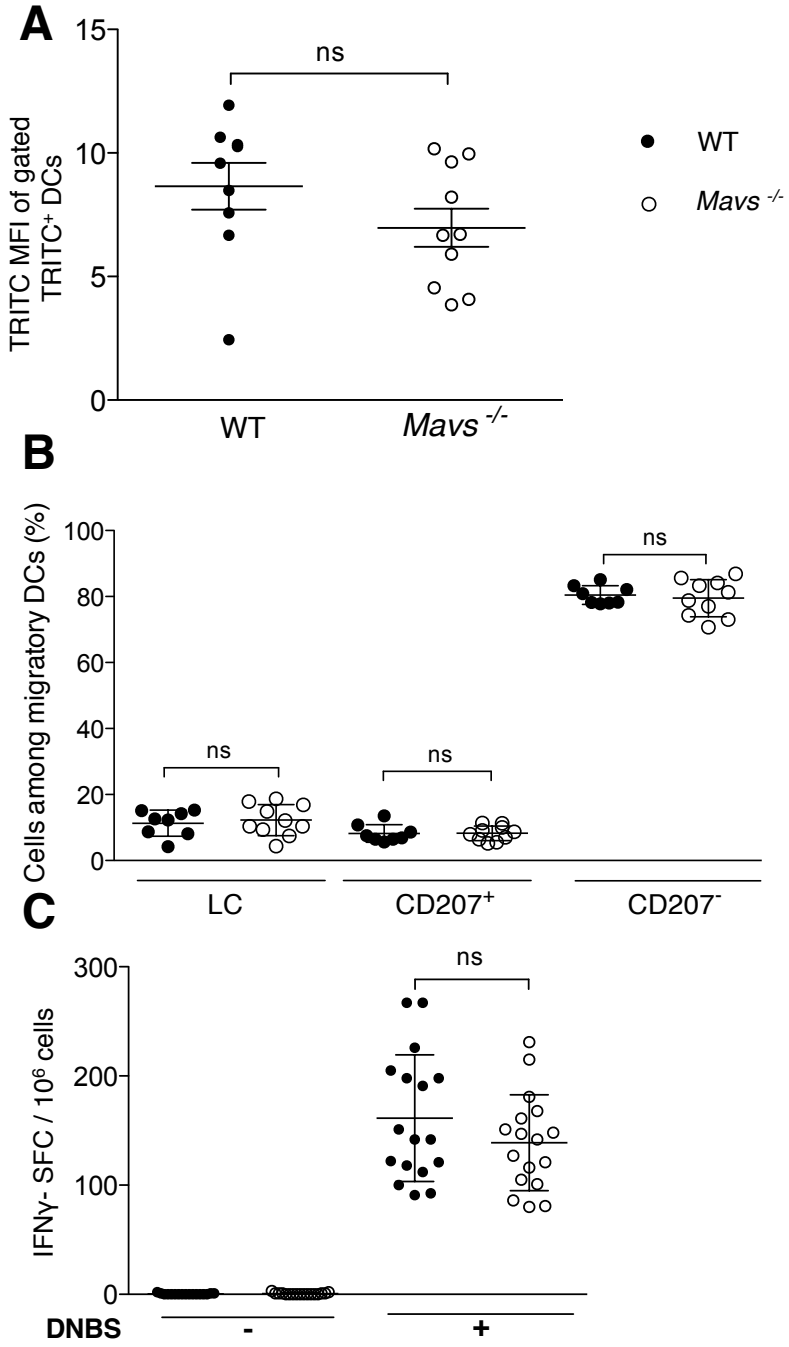 A
15
10
5
0
TRITC MFI of gated
TRITC⁺ DCs
ns
WT
Mavs -/-
WT
Mavs -/-
B
Cells among migratory DCs (%)
100
80
60
40
20
0
ns
ns
ns
LC
CD207⁺
CD207⁻
C
IFNγ- SFC / 10⁶ cells
300
200
100
0
ns
DNBS
-
+